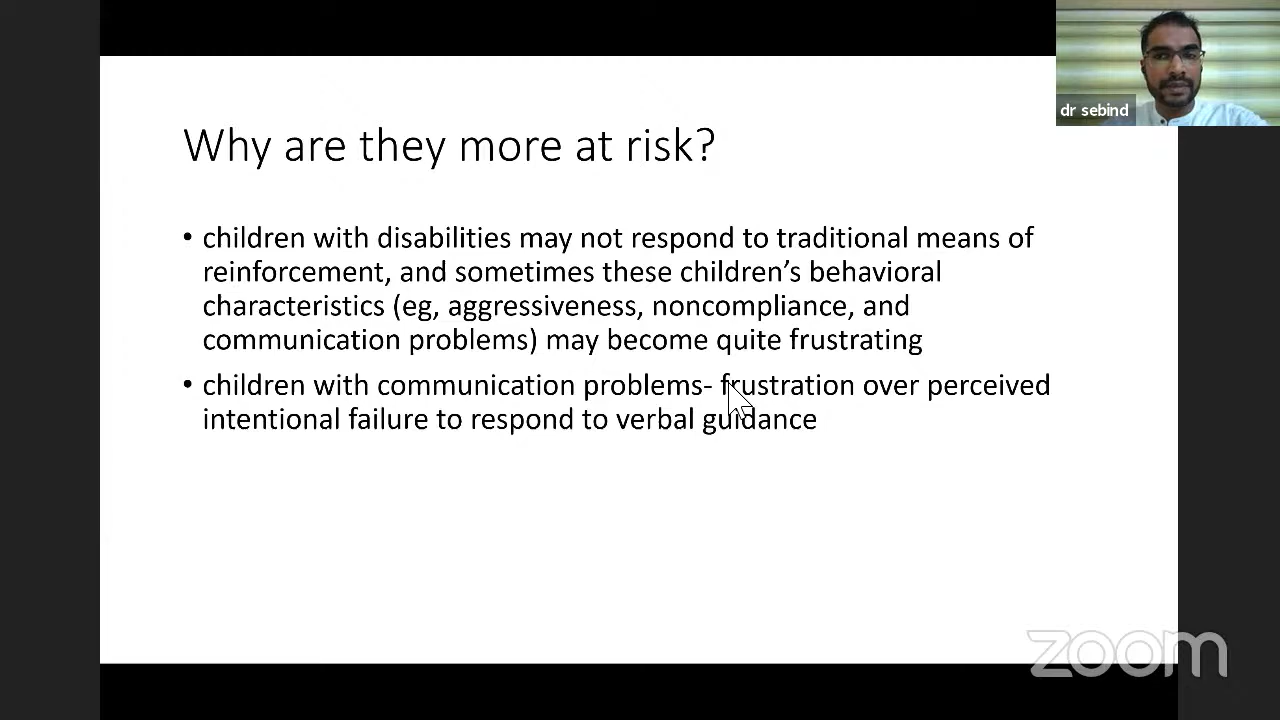 dr sebind
Why are they more at risk?
• children with disabilities may not respond to traditional means of
reinforcement, and sometimes these children’s behavioral
characteristics (eg, aggressiveness, noncompliance, and
communication problems) may become quite frustrating
• children with communication problems- frustration over perceived
intentional failure to respond to verbal guidance
zoom